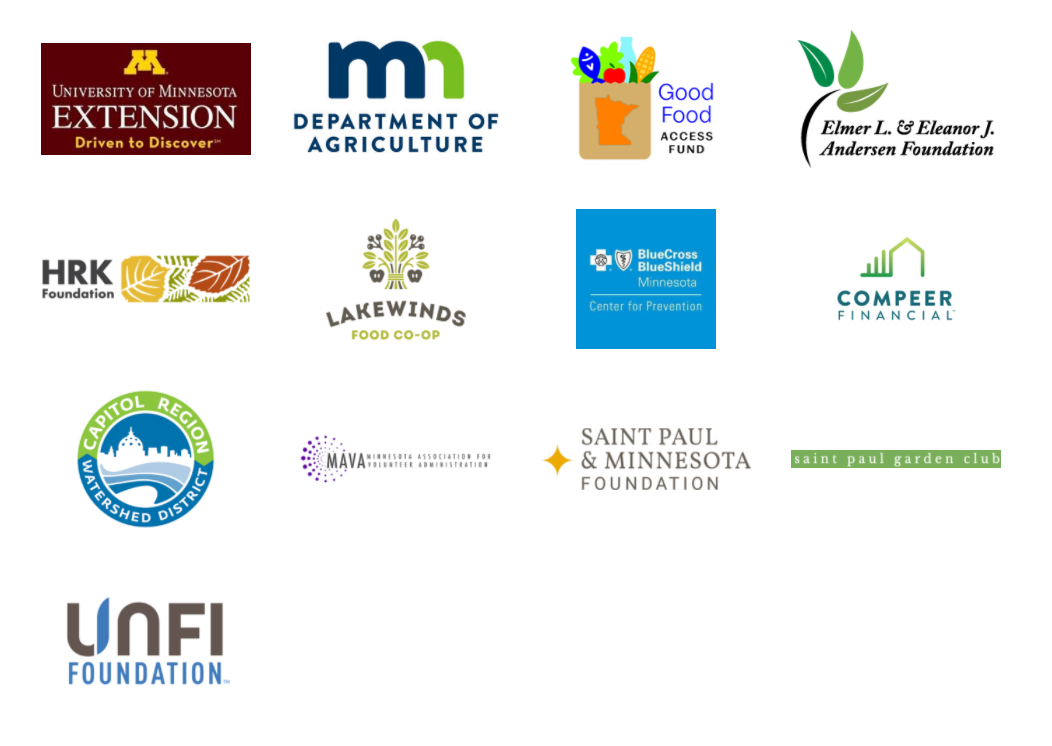 M
UNIVERSITY OF MINNESOTA
EXTENSION
Driven to Discover℠
mn
DEPARTMENT OF
AGRICULTURE
Good
Food
ACCESS
FUND
Elmer L. & Eleanor J.
Andersen Foundation
HRK
Foundation
LAKEWINDS
FOOD CO-OP
BlueCross
BlueShield
Minnesota
Center for Prevention
COMPEER
FINANCIAL™
CAPITOL REGION
WATERSHED DISTRICT
MAVA
MINNESOTA ASSOCIATION FOR
VOLUNTEER ADMINISTRATION
SAINT PAUL
& MINNESOTA
FOUNDATION
saint paul garden club
UNFI
FOUNDATION™